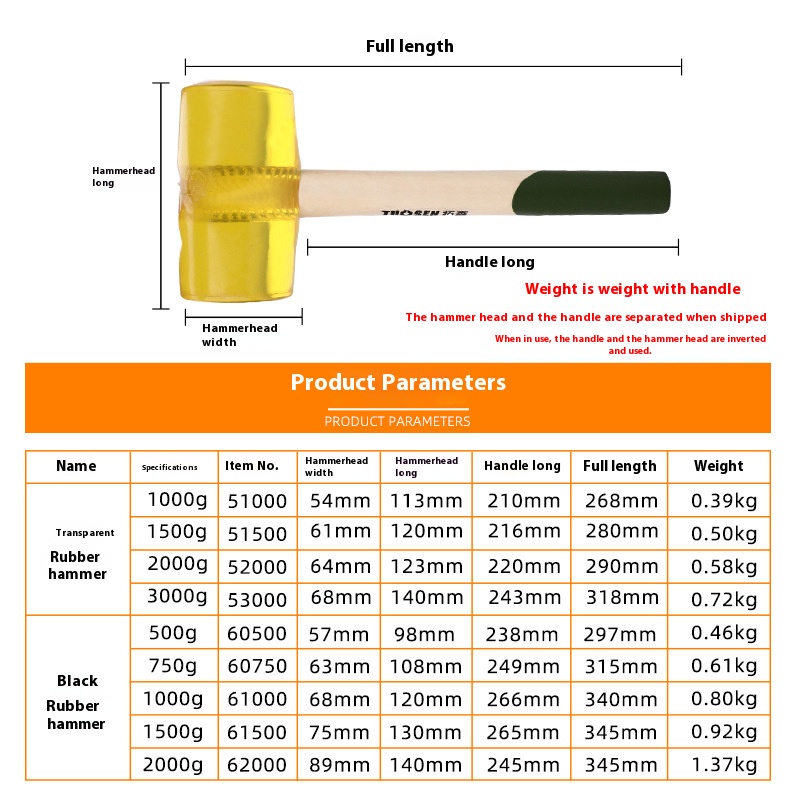 Full length
Hammerhead
long
THOSEN 拓森
Handle long
Weight is weight with handle
Hammerhead
width
The hammer head and the handle are separated when shipped
When in use, the handle and the hammer head are inverted
and used.
Product Parameters
PRODUCT PARAMETERS
Name Specifications Item No. Hammerhead width Hammerhead long Handle long Full length Weight
Transparent
Rubber
hammer
1000g 51000 54mm 113mm 210mm 268mm 0.39kg
1500g 51500 61mm 120mm 216mm 280mm 0.50kg
2000g 52000 64mm 123mm 220mm 290mm 0.58kg
3000g 53000 68mm 140mm 243mm 318mm 0.72kg
Black
Rubber
hammer
500g 60500 57mm 98mm 238mm 297mm 0.46kg
750g 60750 63mm 108mm 249mm 315mm 0.61kg
1000g 61000 68mm 120mm 266mm 340mm 0.80kg
1500g 61500 75mm 130mm 265mm 345mm 0.92kg
2000g 62000 89mm 140mm 245mm 345mm 1.37kg